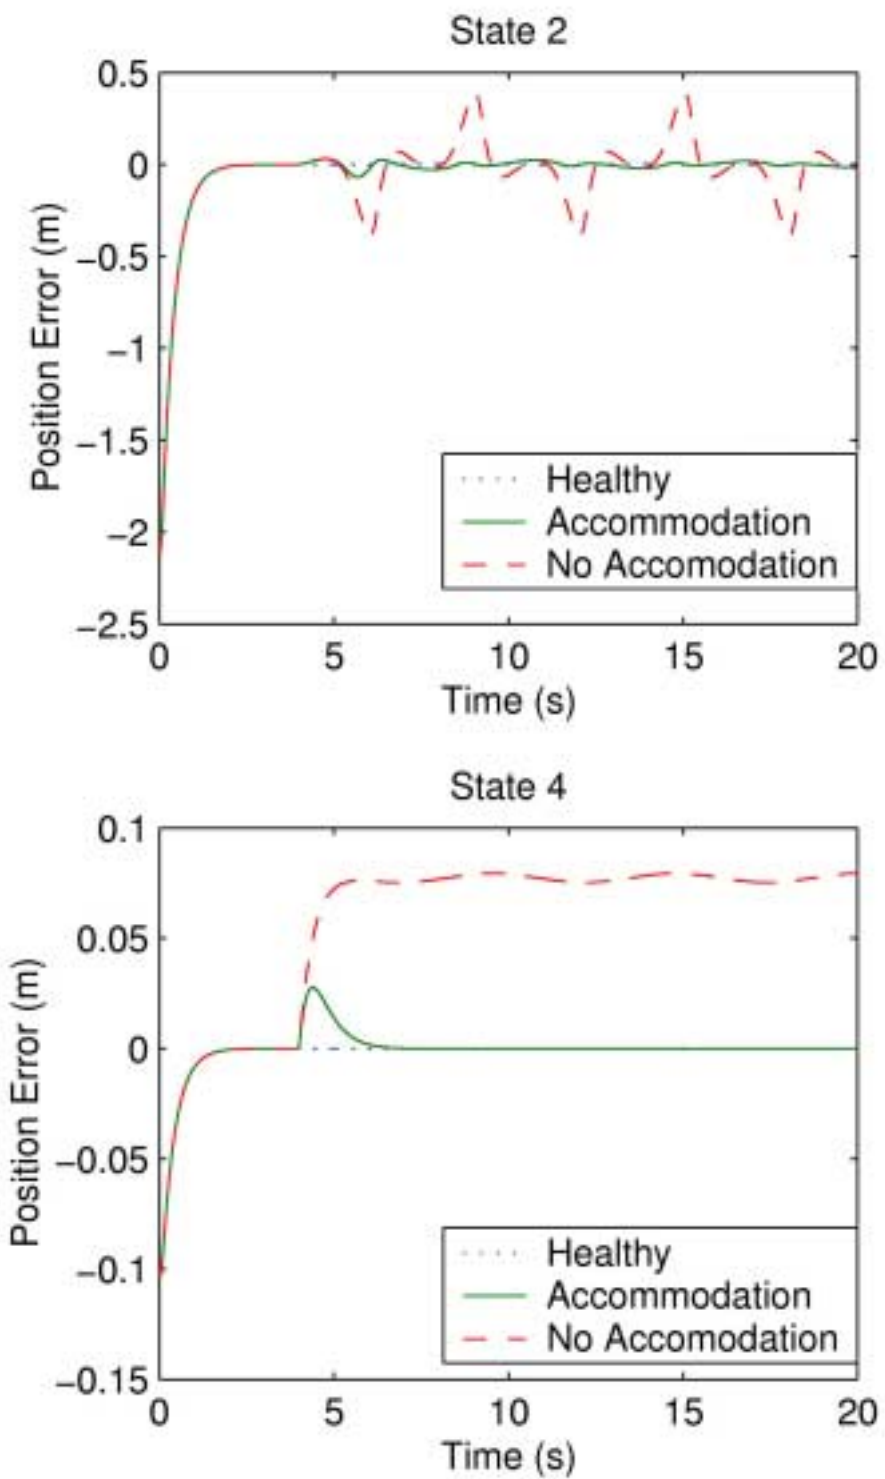 State 2
0.5
0
−0.5
−1
−1.5
−2
−2.5
Position Error (m)
Healthy
Accommodation
No Accomodation
0 5 10 15 20
Time (s)
State 4
0.1
0.05
0
−0.05
−0.1
−0.15
Position Error (m)
Healthy
Accommodation
No Accomodation
0 5 10 15 20
Time (s)